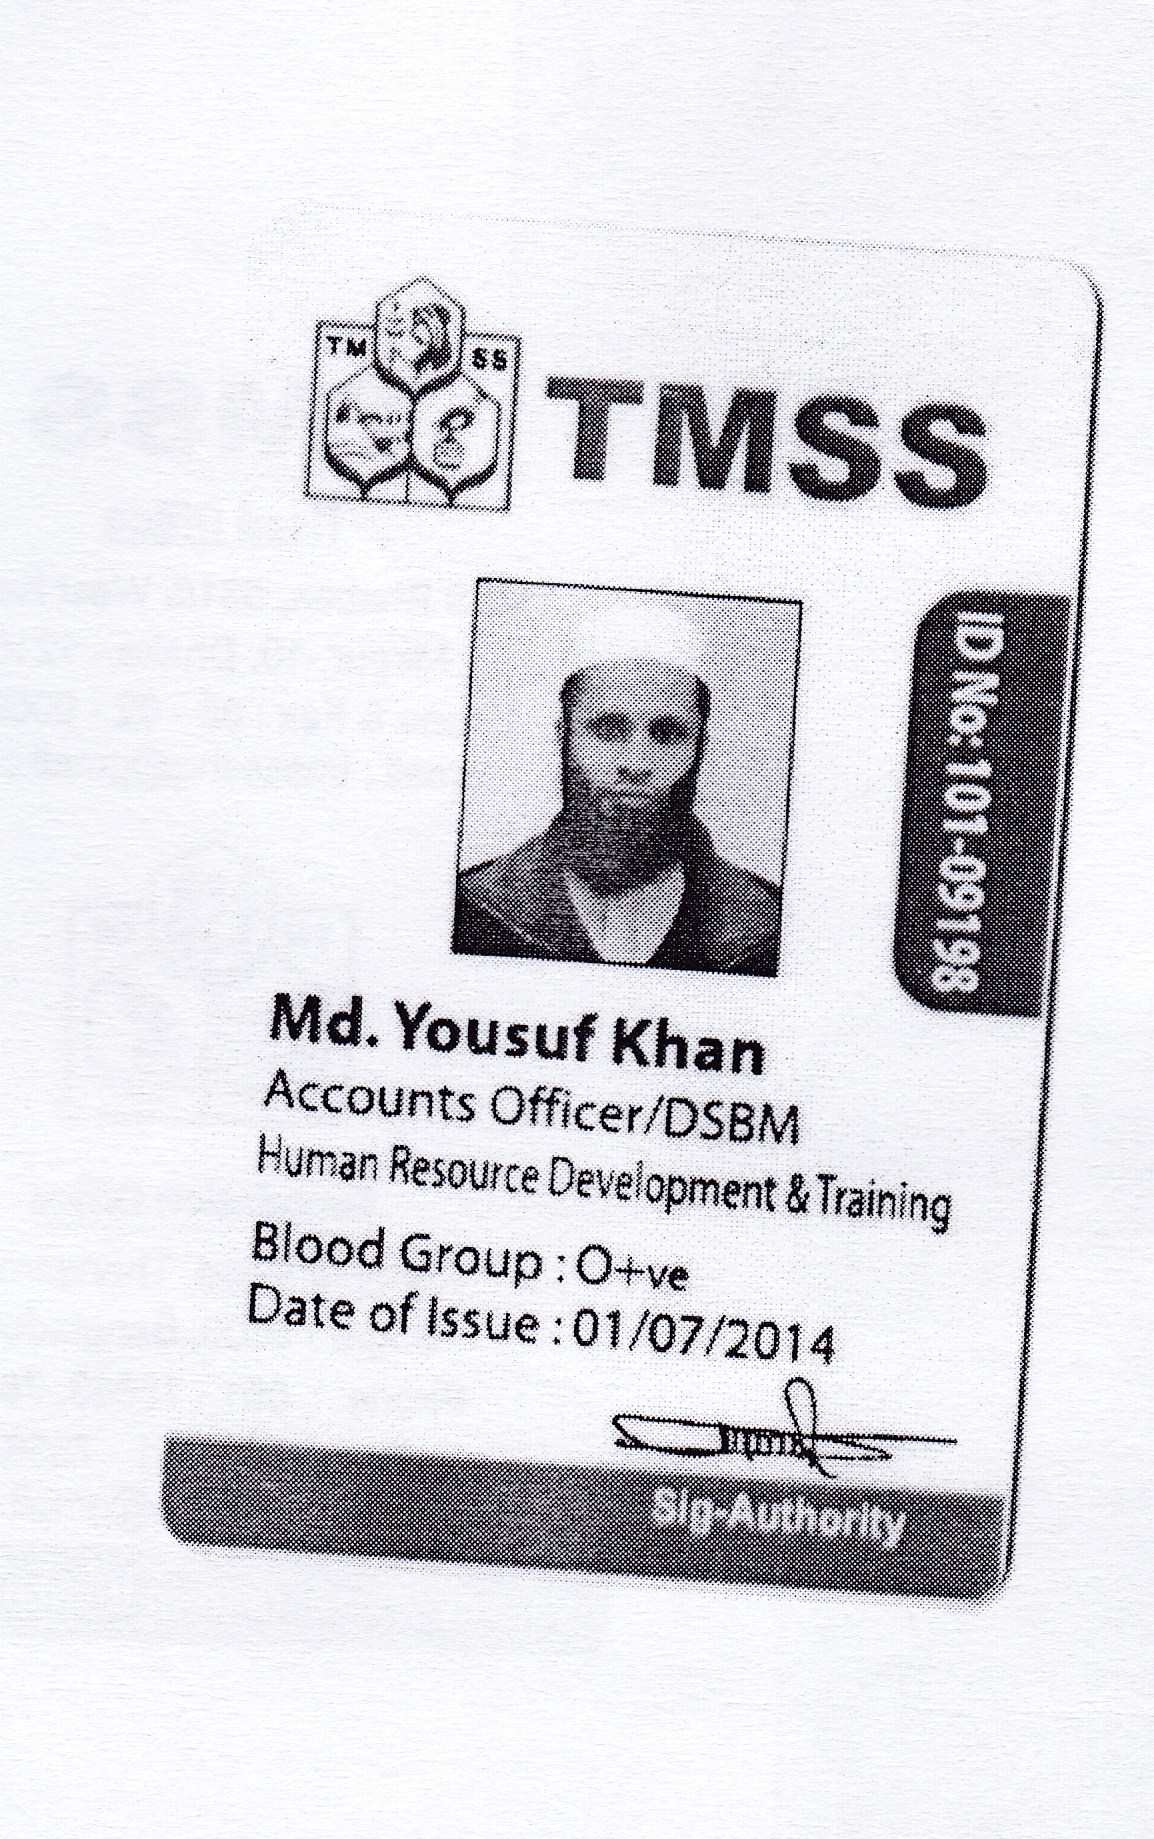 TM SS
TMSS
ID No: 101-09198
Md. Yousuf Khan
Accounts Officer/DSBM
Human Resource Development & Training
Blood Group : O+ve
Date of Issue : 01/07/2014
Sig-Authority